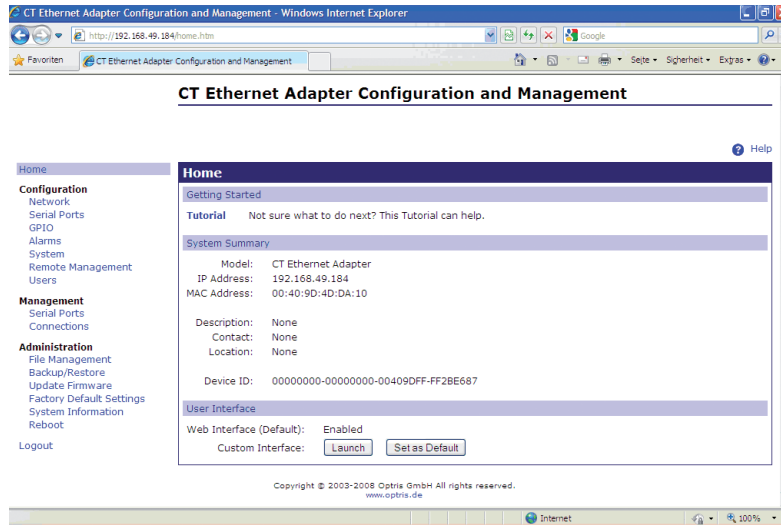 CT Ethernet Adapter Configuration and Management - Windows Internet Explorer
http://192.168.49.184/home.htm
Google
Favoriten
CT Ethernet Adapter Configuration and Management
Seite
Sicherheit
Extras
CT Ethernet Adapter Configuration and Management
Help
Home
Configuration
Network
Serial Ports
GPIO
Alarms
System
Remote Management
Users
Management
Serial Ports
Connections
Administration
File Management
Backup/Restore
Update Firmware
Factory Default Settings
System Information
Reboot
Logout
Home
Getting Started
Tutorial Not sure what to do next? This Tutorial can help.
System Summary
Model: CT Ethernet Adapter
IP Address: 192.168.49.184
MAC Address: 00:40:9D:4D:DA:10
Description: None
Contact: None
Location: None
Device ID: 00000000-00000000-00409DFF-FF2BE687
User Interface
Web Interface (Default): Enabled
Custom Interface: Launch Set as Default
Copyright © 2003-2008 Optris GmbH All rights reserved.
www.optris.de
Internet
100%